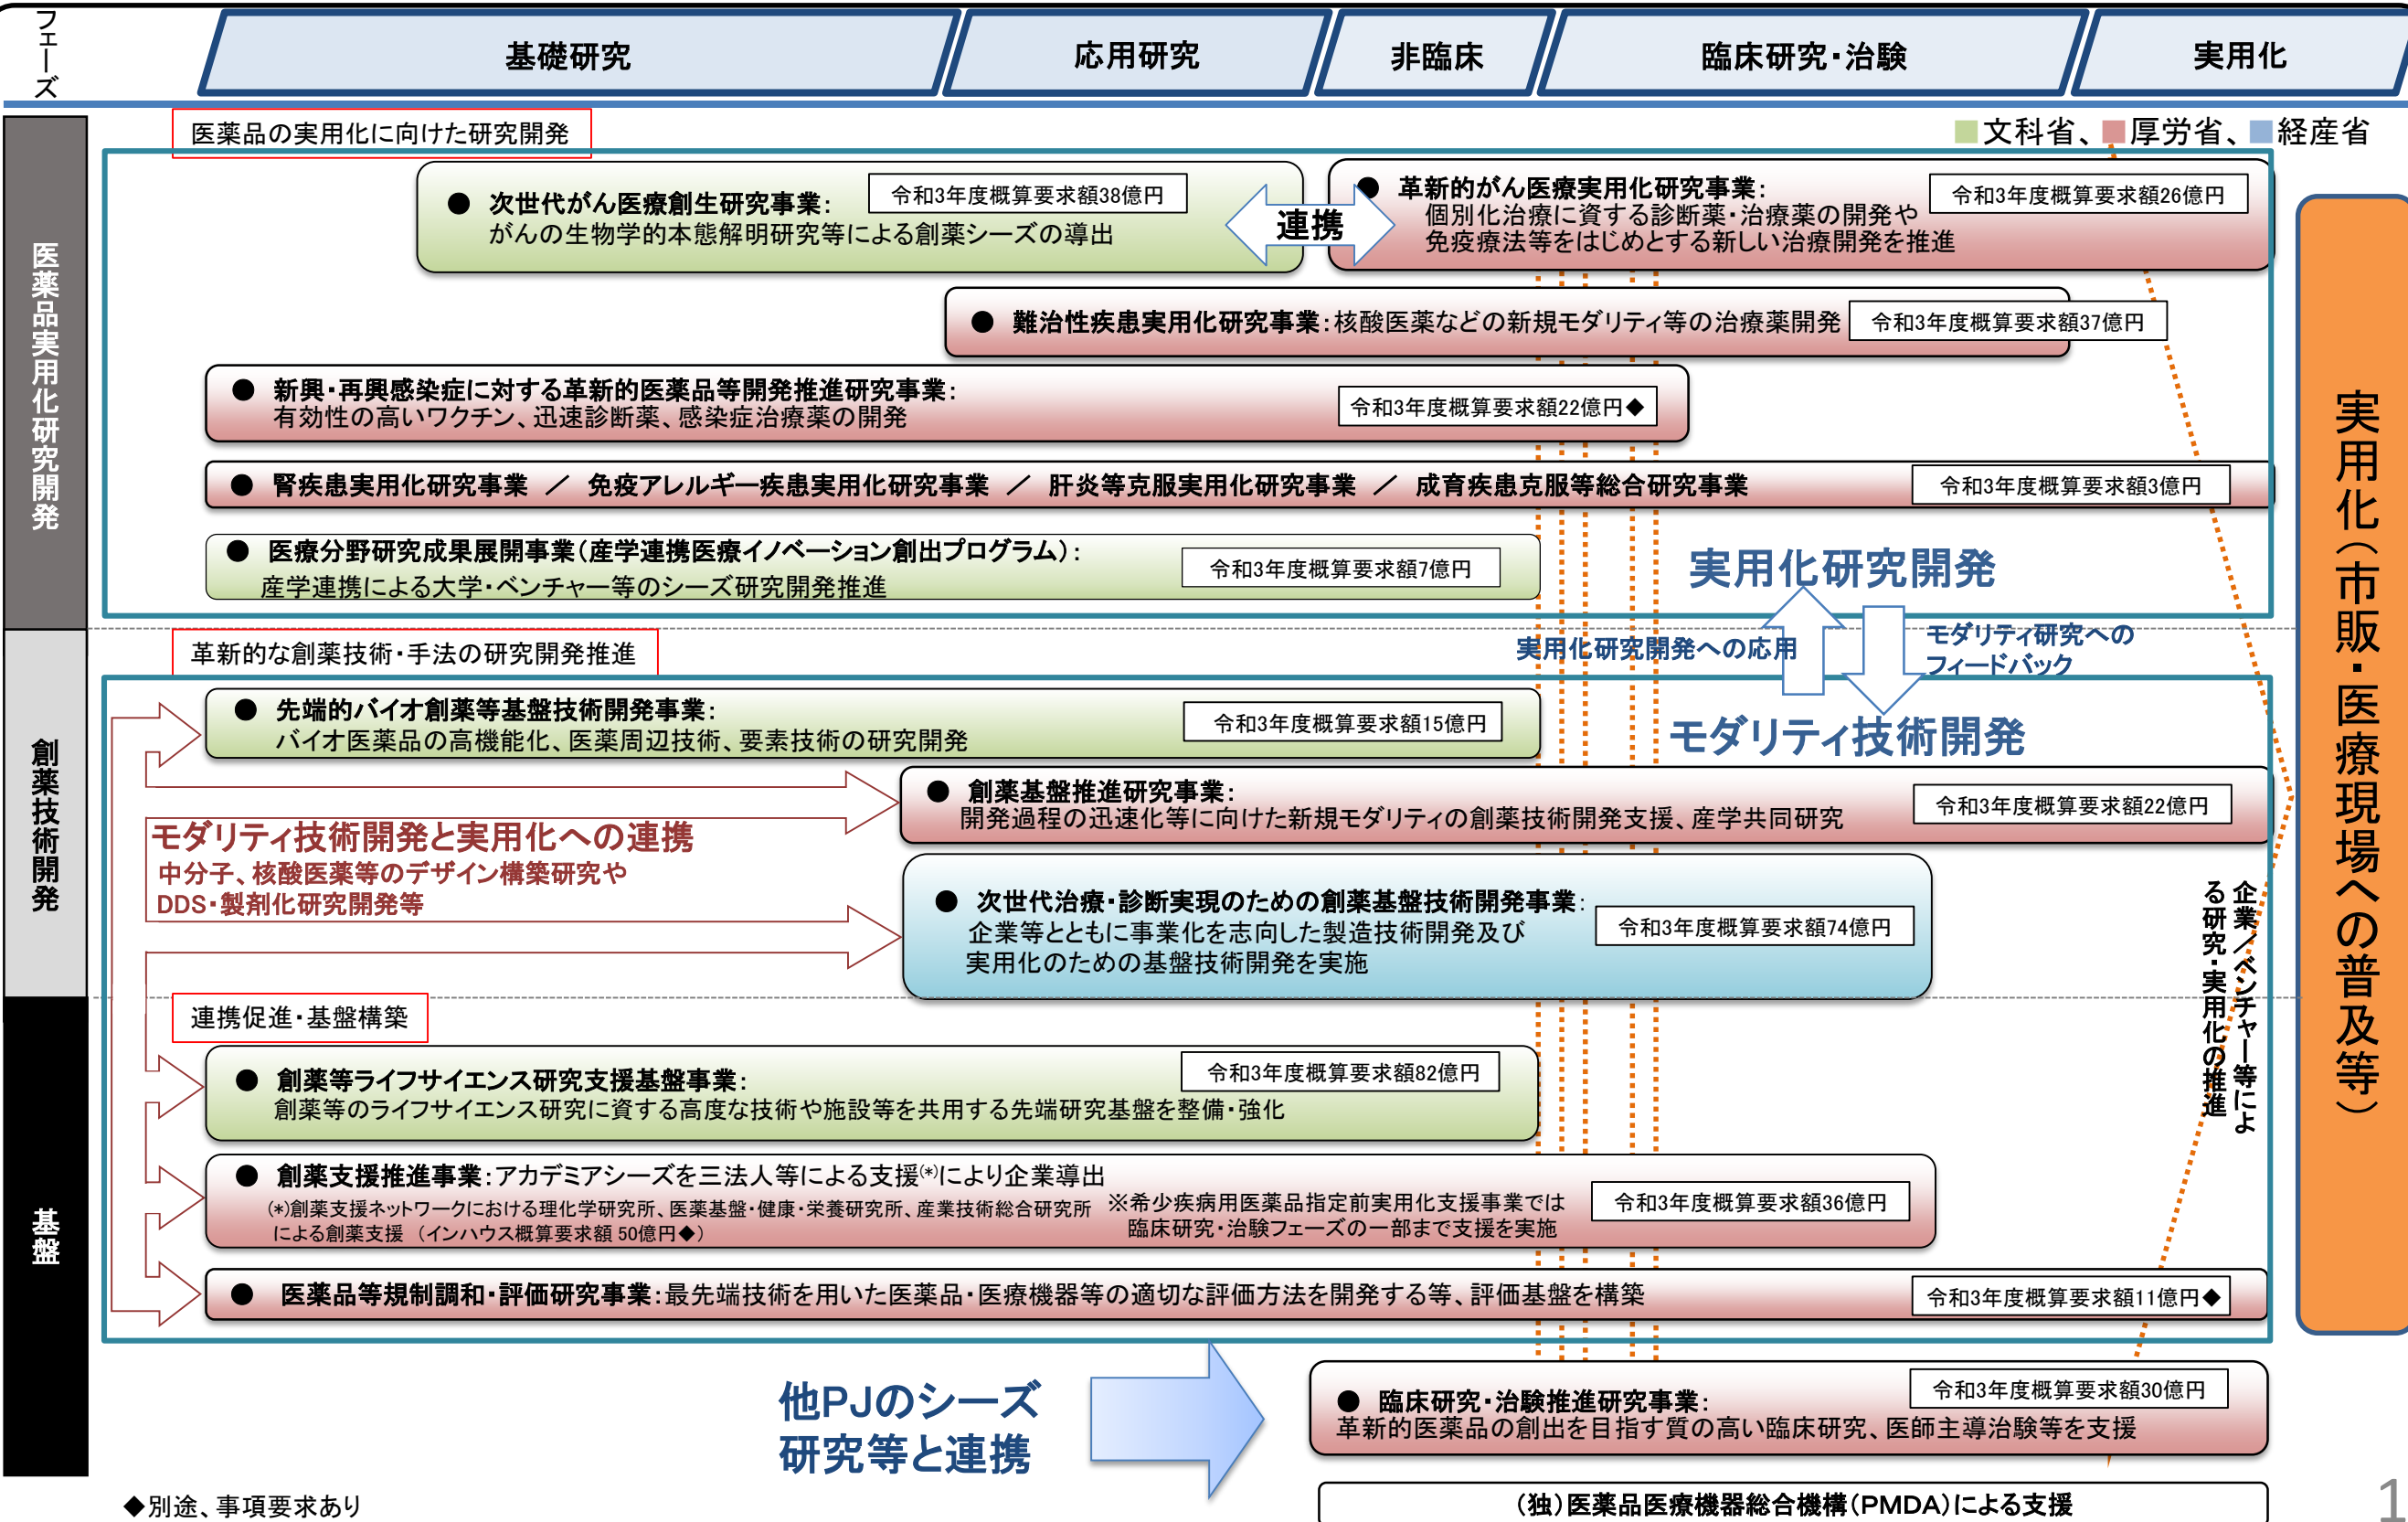 フェーズ
基礎研究
応用研究
非臨床
臨床研究・治験
実用化
医薬品の実用化に向けた研究開発
文科省、厚労省、経産省
医薬品実用化研究開発
● 次世代がん医療創生研究事業：
令和3年度概算要求額38億円
がんの生物学的本態解明研究等による創薬シーズの導出
連携
● 革新的がん医療実用化研究事業：
令和3年度概算要求額26億円
個別化治療に資する診断薬・治療薬の開発や
免疫療法等をはじめとする新しい治療開発を推進
● 難治性疾患実用化研究事業：核酸医薬などの新規モダリティ等の治療薬開発
令和3年度概算要求額37億円
● 新興・再興感染症に対する革新的医薬品等開発推進研究事業：
有効性の高いワクチン、迅速診断薬、感染症治療薬の開発
令和3年度概算要求額22億円◆
● 腎疾患実用化研究事業 ／ 免疫アレルギー疾患実用化研究事業 ／ 肝炎等克服実用化研究事業 ／ 成育疾患克服等総合研究事業
令和3年度概算要求額3億円
● 医療分野研究成果展開事業（産学連携医療イノベーション創出プログラム）：
産学連携による大学・ベンチャー等のシーズ研究開発推進
令和3年度概算要求額7億円
実用化研究開発
実用化研究開発への応用
モダリティ研究への
フィードバック
モダリティ技術開発
実用化（市販・医療現場への普及等）
創薬技術開発
革新的な創薬技術・手法の研究開発推進
● 先端的バイオ創薬等基盤技術開発事業：
バイオ医薬品の高機能化、医薬周辺技術、要素技術の研究開発
令和3年度概算要求額15億円
● 創薬基盤推進研究事業：
開発過程の迅速化等に向けた新規モダリティの創薬技術開発支援、産学共同研究
令和3年度概算要求額22億円
モダリティ技術開発と実用化への連携
中分子、核酸医薬等のデザイン構築研究や
DDS・製剤化研究開発等
● 次世代治療・診断実現のための創薬基盤技術開発事業：
企業等とともに事業化を志向した製造技術開発及び
実用化のための基盤技術開発を実施
令和3年度概算要求額74億円
企業／ベンチャー等によ
る研究・実用化の推進
基盤
連携促進・基盤構築
● 創薬等ライフサイエンス研究支援基盤事業：
創薬等のライフサイエンス研究に資する高度な技術や施設等を共用する先端研究基盤を整備・強化
令和3年度概算要求額82億円
● 創薬支援推進事業：アカデミアシーズを三法人等による支援(*)により企業導出
(*)創薬支援ネットワークにおける理化学研究所、医薬基盤・健康・栄養研究所、産業技術総合研究所
による創薬支援 （インハウス概算要求額 50億円◆）
※希少疾病用医薬品指定前実用化支援事業では
臨床研究・治験フェーズの一部まで支援を実施
令和3年度概算要求額36億円
● 医薬品等規制調和・評価研究事業：最先端技術を用いた医薬品・医療機器等の適切な評価方法を開発する等、評価基盤を構築
令和3年度概算要求額11億円◆
他PJのシーズ
研究等と連携
● 臨床研究・治験推進研究事業：
令和3年度概算要求額30億円
革新的医薬品の創出を目指す質の高い臨床研究、医師主導治験等を支援
（独）医薬品医療機器総合機構（PMDA）による支援
◆別途、事項要求あり
1